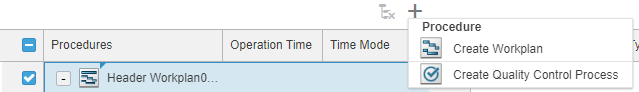 Procedure
Procedures Operation Time Time Mode
Create Workplan
Header Workplan0...
Create Quality Control Process